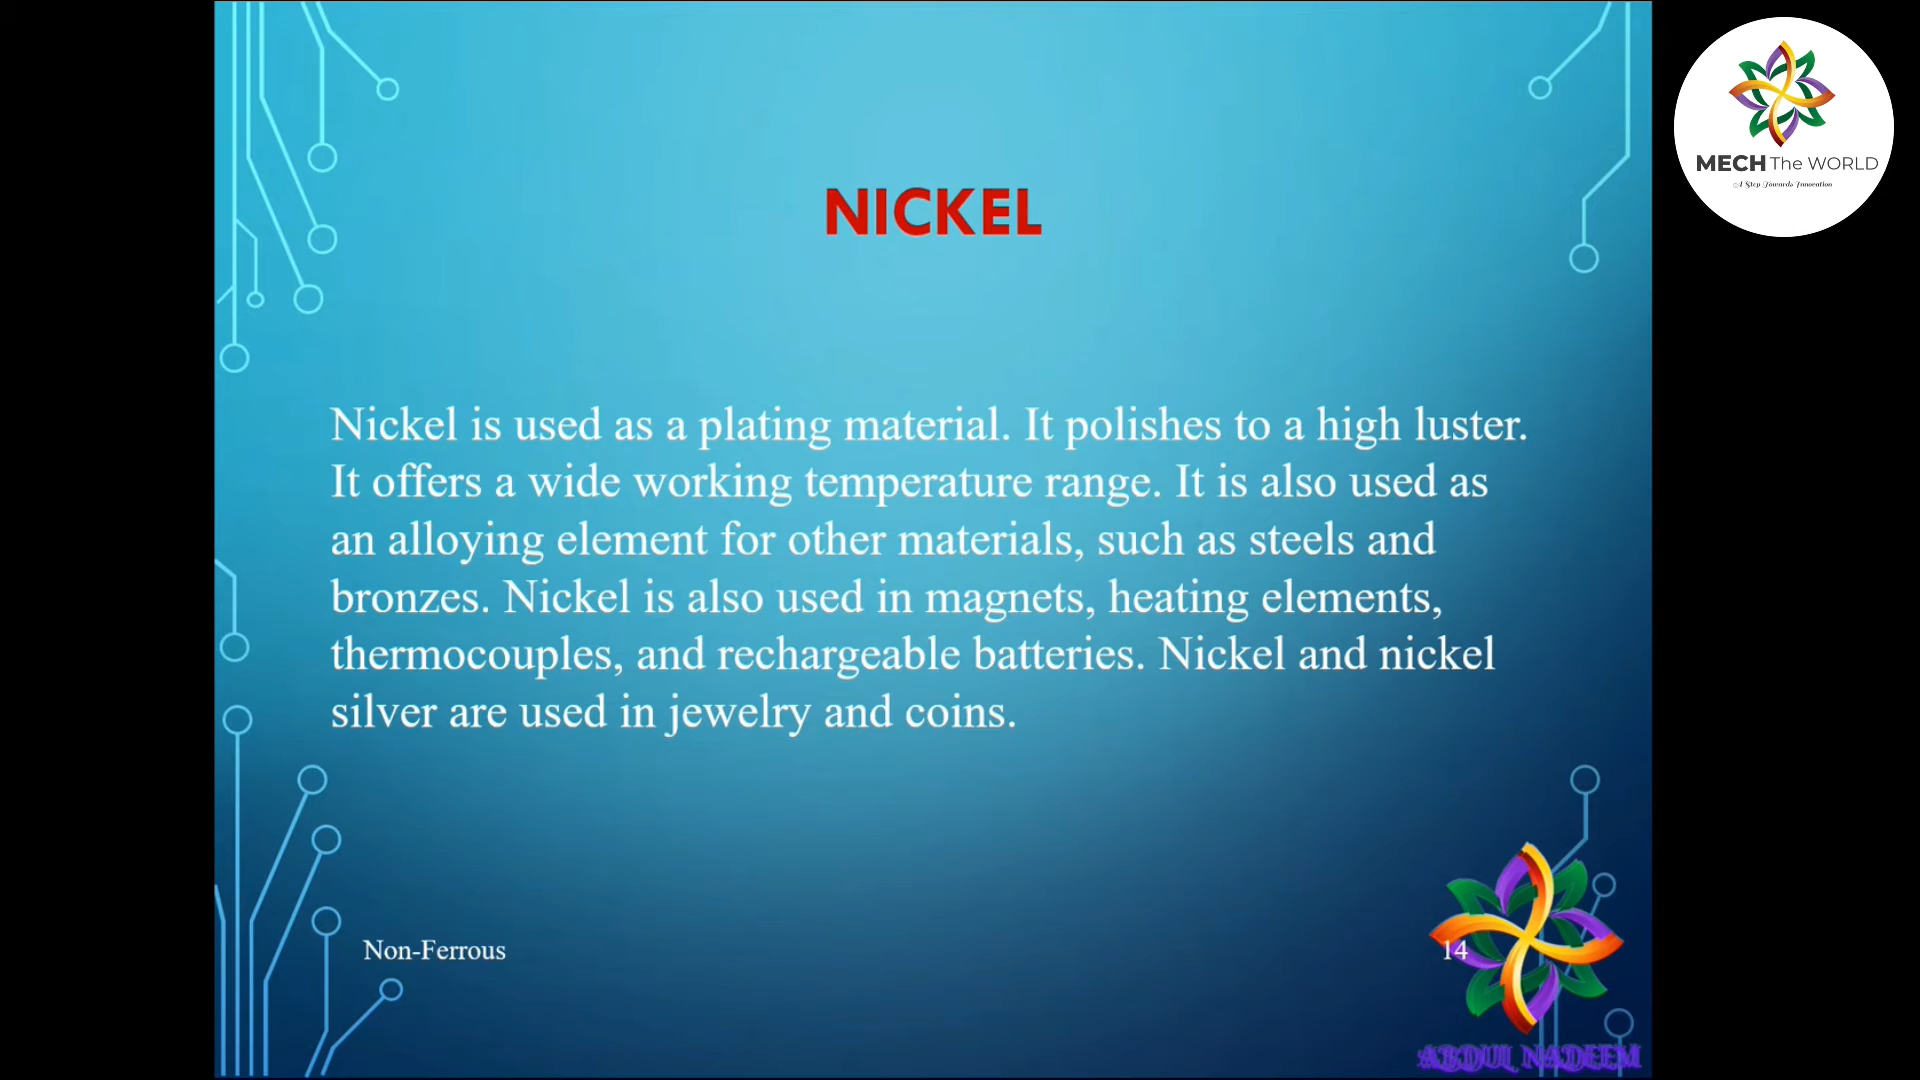 MECH The WORLD
A Step Towards Innovation
NICKEL
Nickel is used as a plating material. It polishes to a high luster.
It offers a wide working temperature range. It is also used as
an alloying element for other materials, such as steels and
bronzes. Nickel is also used in magnets, heating elements,
thermocouples, and rechargeable batteries. Nickel and nickel
silver are used in jewelry and coins.
Non-Ferrous
14
ABDUL NADEEM